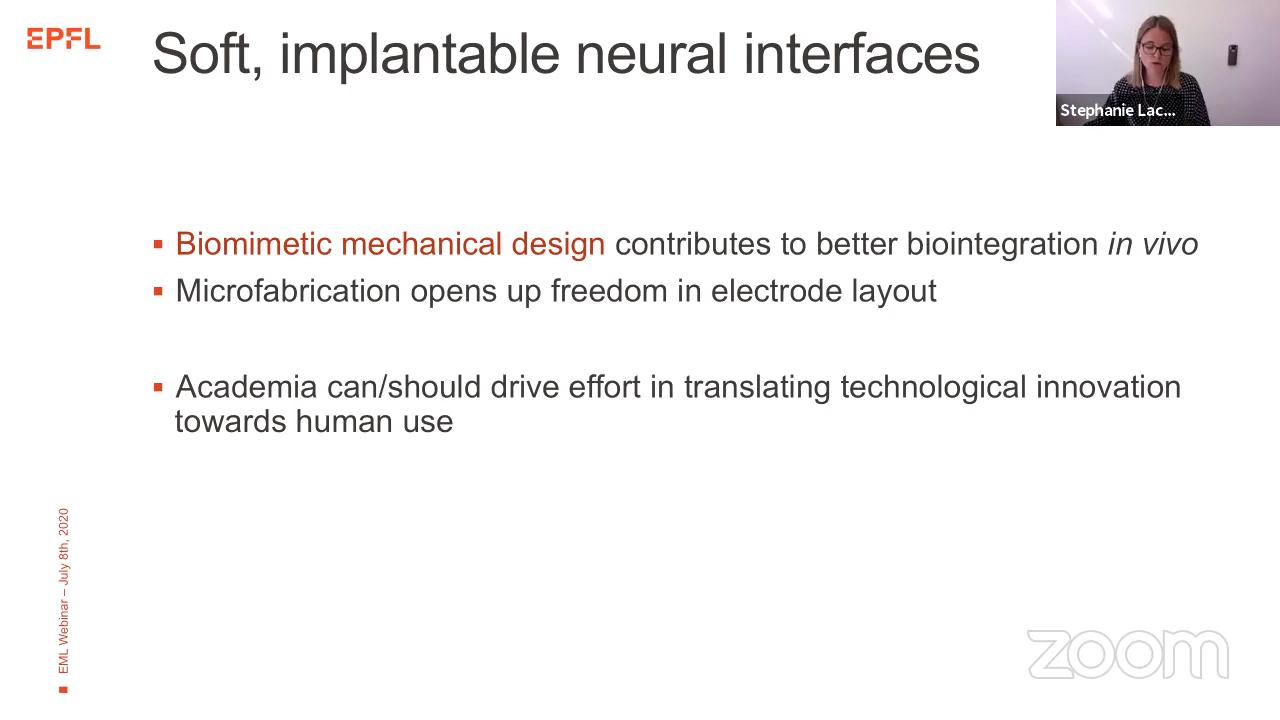 EPFL
Soft, implantable neural interfaces
Stephanie Lac...
▪ Biomimetic mechanical design contributes to better biointegration in vivo
▪ Microfabrication opens up freedom in electrode layout
▪ Academia can/should drive effort in translating technological innovation
towards human use
EML Webinar – July 8th, 2020
zoom